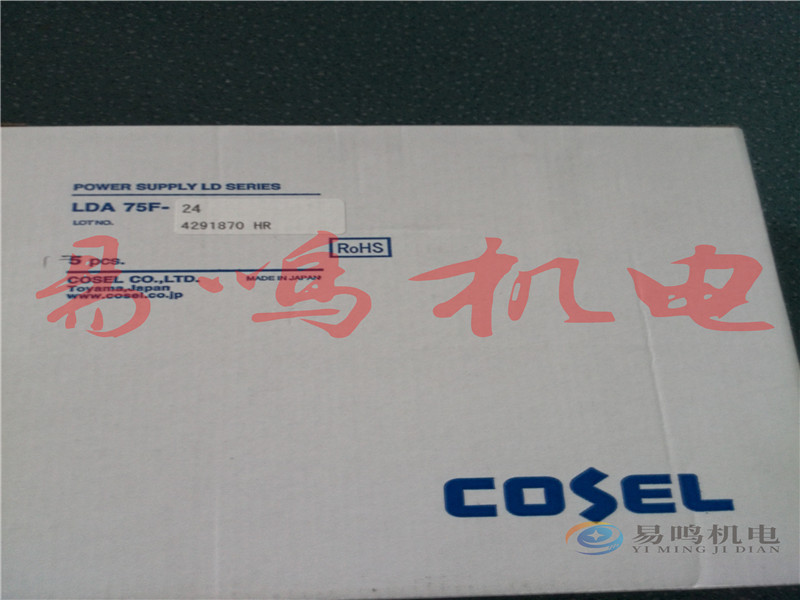 POWER SUPPLY LD SERIES
LDA 75F- 24
LOT NO. 4291870 HR
5 pcs.
RoHS
COSEL CO.,LTD. MADE IN JAPAN
Toyama,Japan
www.cosel.co.jp
易鸣机电
COSEL
易鸣机电
YI MING JI DIAN